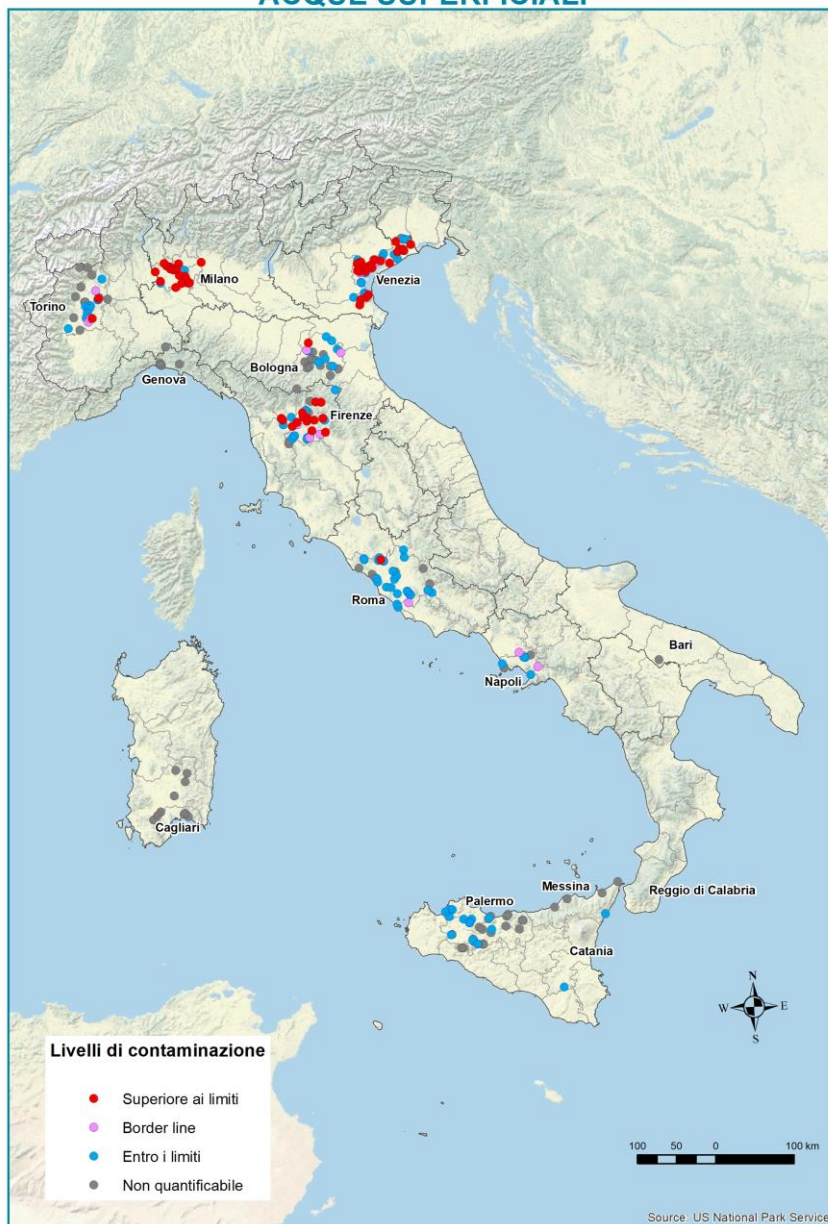 ACQUE SUPERFICIALI
Milano
Venezia
Torino
Bologna
Genova
Firenze
Roma
Bari
Napoli
Cagliari
Messina
Reggio di Calabria
Palermo
Catania
N
W E
S
Livelli di contaminazione
Superiore ai limiti
Border line
Entro i limiti
Non quantificabile
100 50 0 100 km
Source: US National Park Service